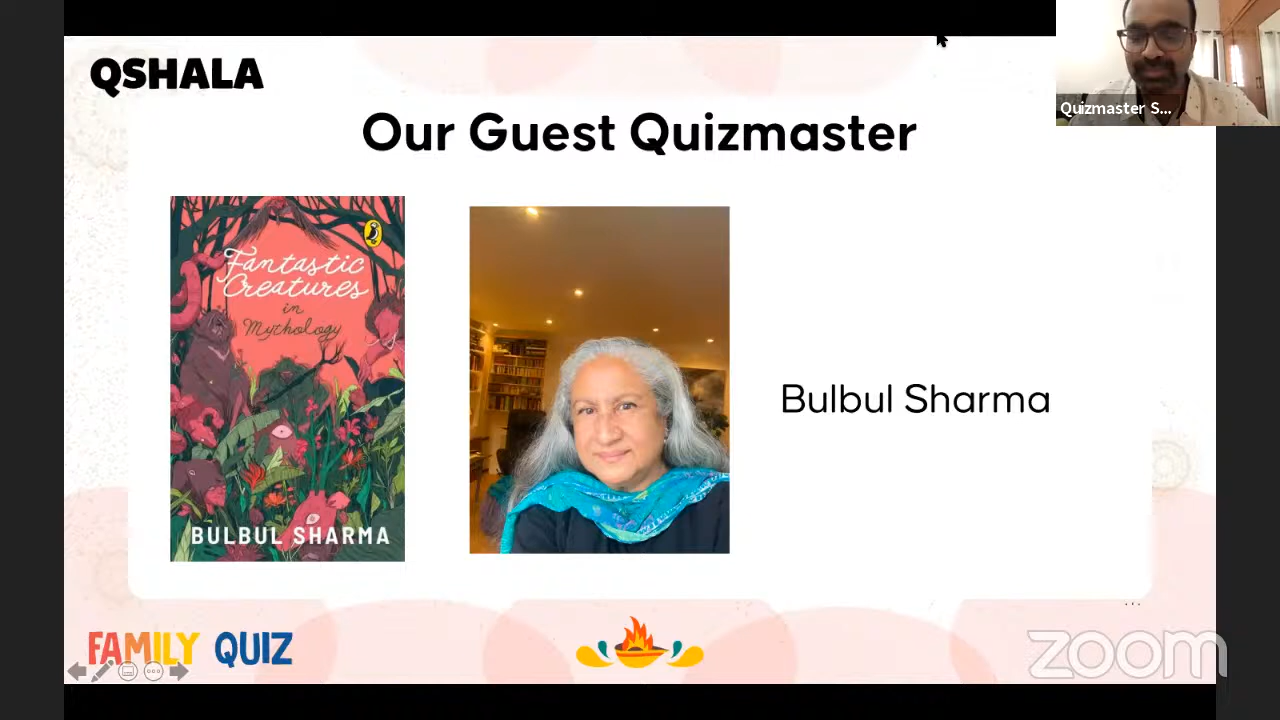 QSHALA
Our Guest Quizmaster
Quizmaster S...
Fantastic
Creatures
in
Mythology
BULBUL SHARMA
Bulbul Sharma
FAMILY QUIZ
zoom